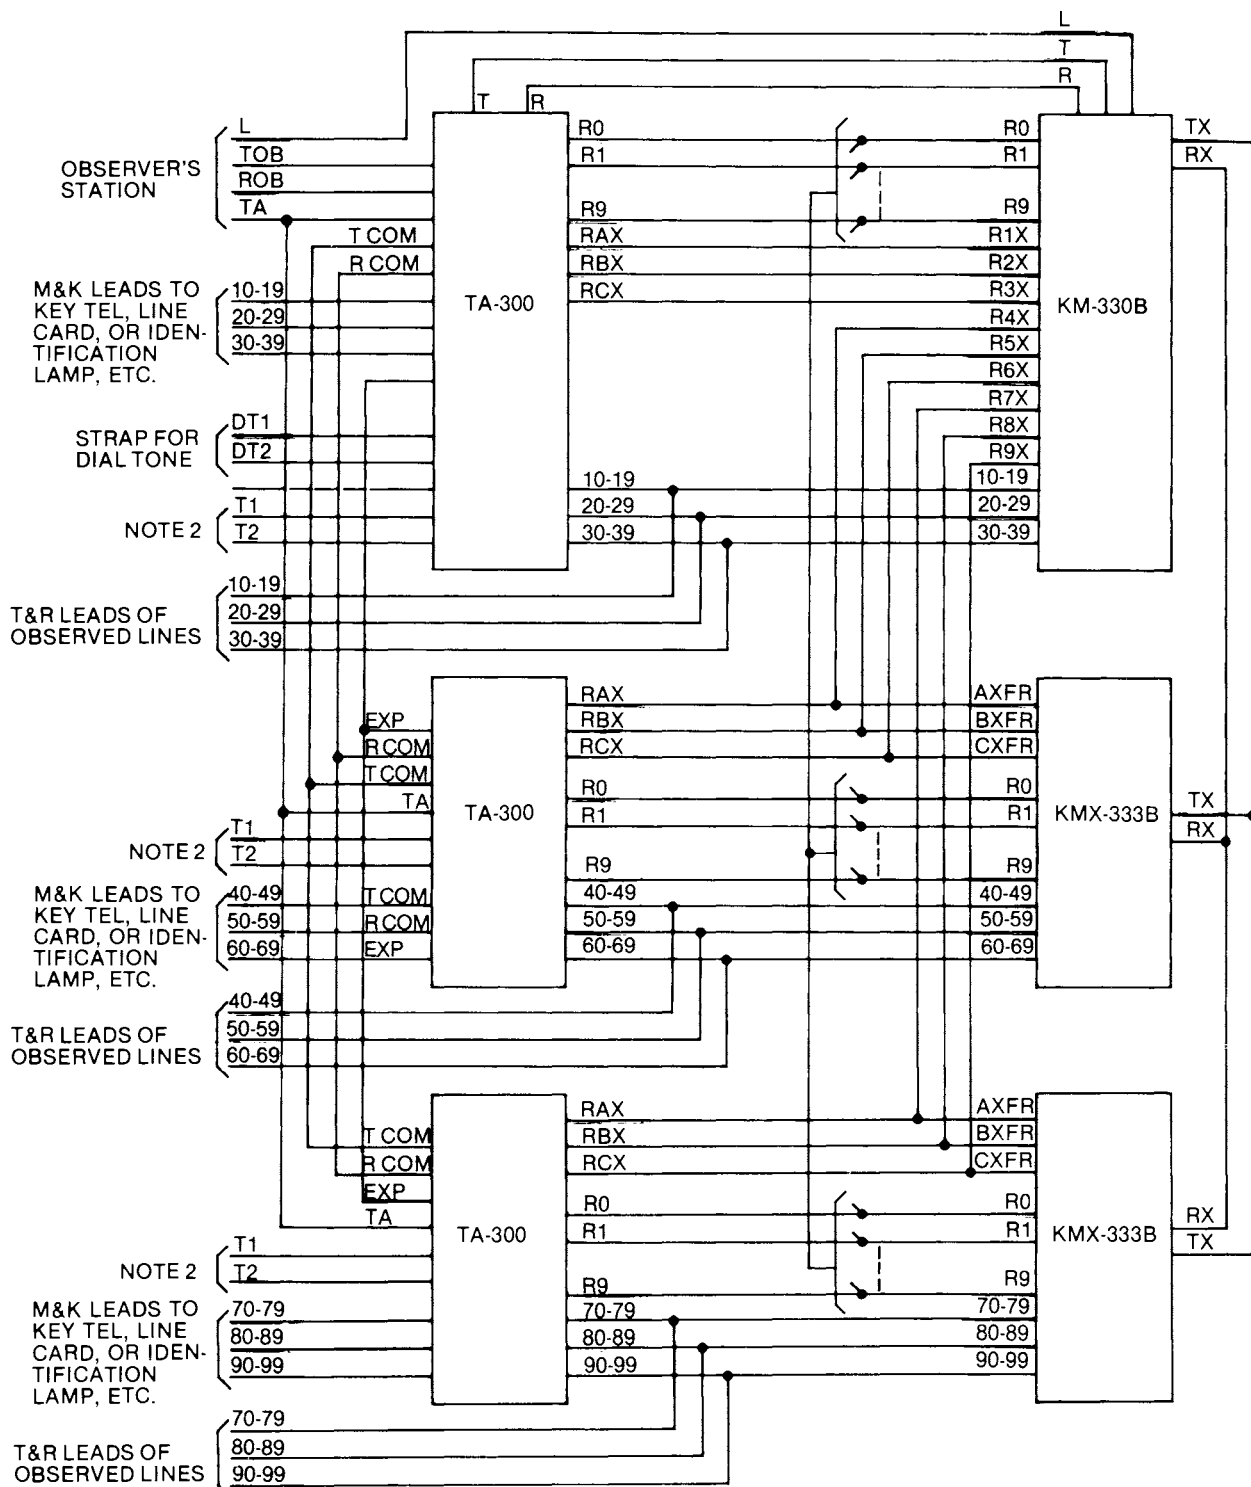 L
T
R
T R
OBSERVER'S
STATION
L
TOB
ROB
TA
T COM
R COM
M&K LEADS TO
KEY TEL, LINE
CARD, OR IDEN-
TIFICATION
LAMP, ETC.
10-19
20-29
30-39
STRAP FOR
DIAL TONE
DT1
DT2
NOTE 2
T1
T2
T&R LEADS OF
OBSERVED LINES
10-19
20-29
30-39
TA-300
R0
R1
R9
RAX
RBX
RCX
10-19
20-29
30-39
R0
R1
R9
R1X
R2X
R3X
R4X
R5X
R6X
R7X
R8X
R9X
10-19
20-29
30-39
KM-330B
TX
RX
EXP
R COM
T COM
TA
NOTE 2
T1
T2
M&K LEADS TO
KEY TEL, LINE
CARD, OR IDEN-
TIFICATION
LAMP, ETC.
40-49
50-59
60-69
T COM
R COM
EXP
T&R LEADS OF
OBSERVED LINES
40-49
50-59
60-69
TA-300
RAX
RBX
RCX
R0
R1
R9
40-49
50-59
60-69
AXFR
BXFR
CXFR
R0
R1
R9
40-49
50-59
60-69
KMX-333B
TX
RX
T COM
R COM
EXP
TA
NOTE 2
T1
T2
M&K LEADS TO
KEY TEL, LINE
CARD, OR IDEN-
TIFICATION
LAMP, ETC.
70-79
80-89
90-99
T&R LEADS OF
OBSERVED LINES
70-79
80-89
90-99
TA-300
RAX
RBX
RCX
R0
R1
R9
70-79
80-89
90-99
AXFR
BXFR
CXFR
R0
R1
R9
70-79
80-89
90-99
KMX-333B
RX
TX